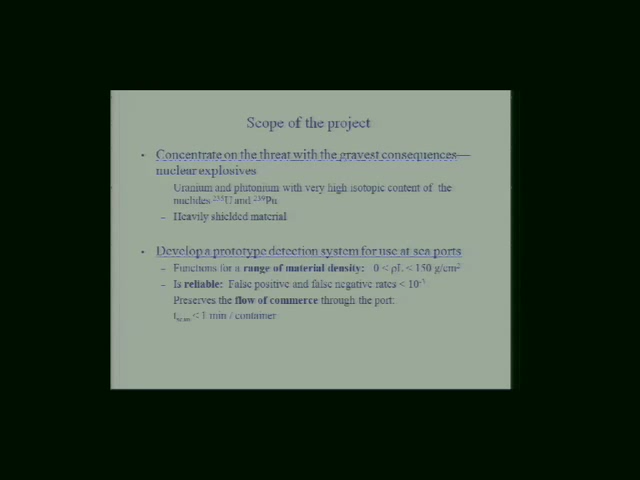 Scope of the project
• Concentrate on the threat with the gravest consequences—
nuclear explosives
Uranium and plutonium with very high isotopic content of the
nuclides ²³⁵U and ²³⁹Pu
– Heavily shielded material
• Develop a prototype detection system for use at sea ports
– Functions for a range of material density: 0 < ρL < 150 g/cm²
– Is reliable: False positive and false negative rates < 10⁻³
Preserves the flow of commerce through the port:
< 1 min / container